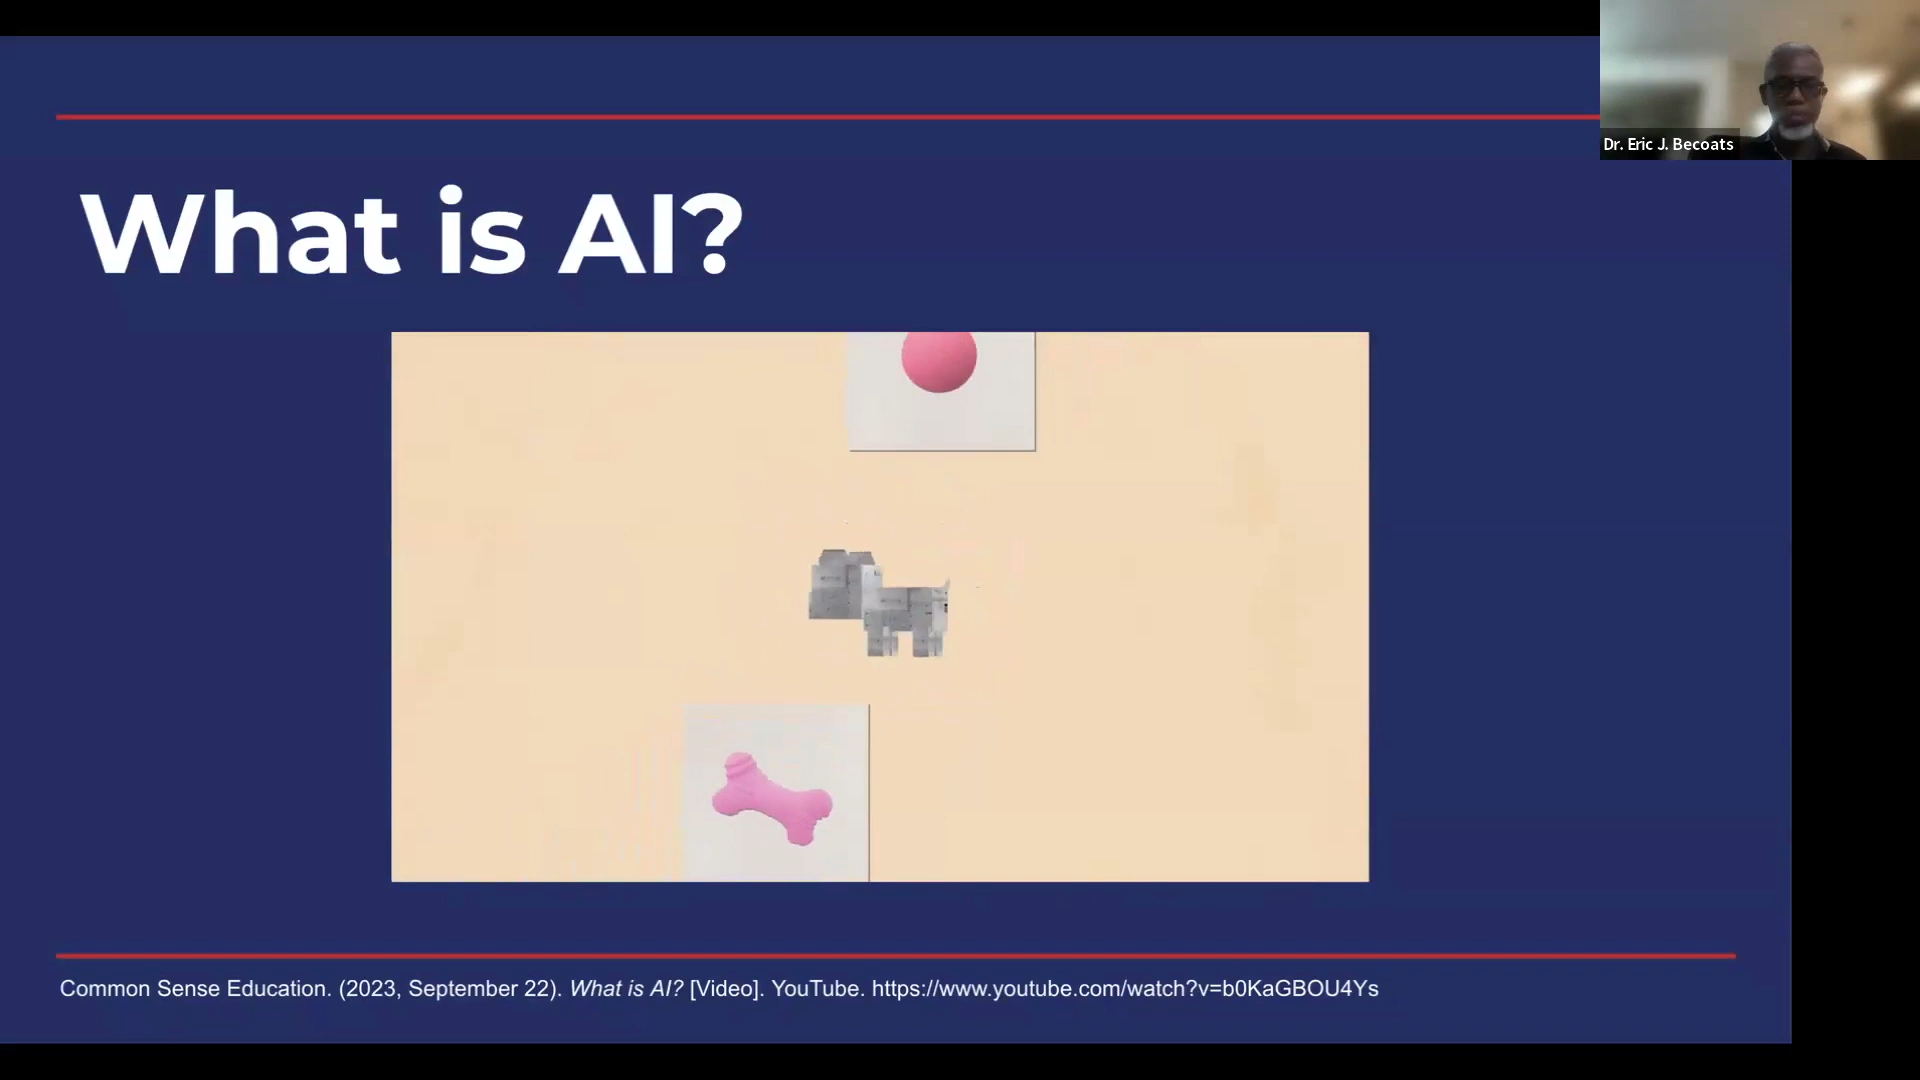 Dr. Eric J. Becoats
What is AI?
Common Sense Education. (2023, September 22). What is AI? [Video]. YouTube. https://www.youtube.com/watch?v=b0KaGBOU4Ys